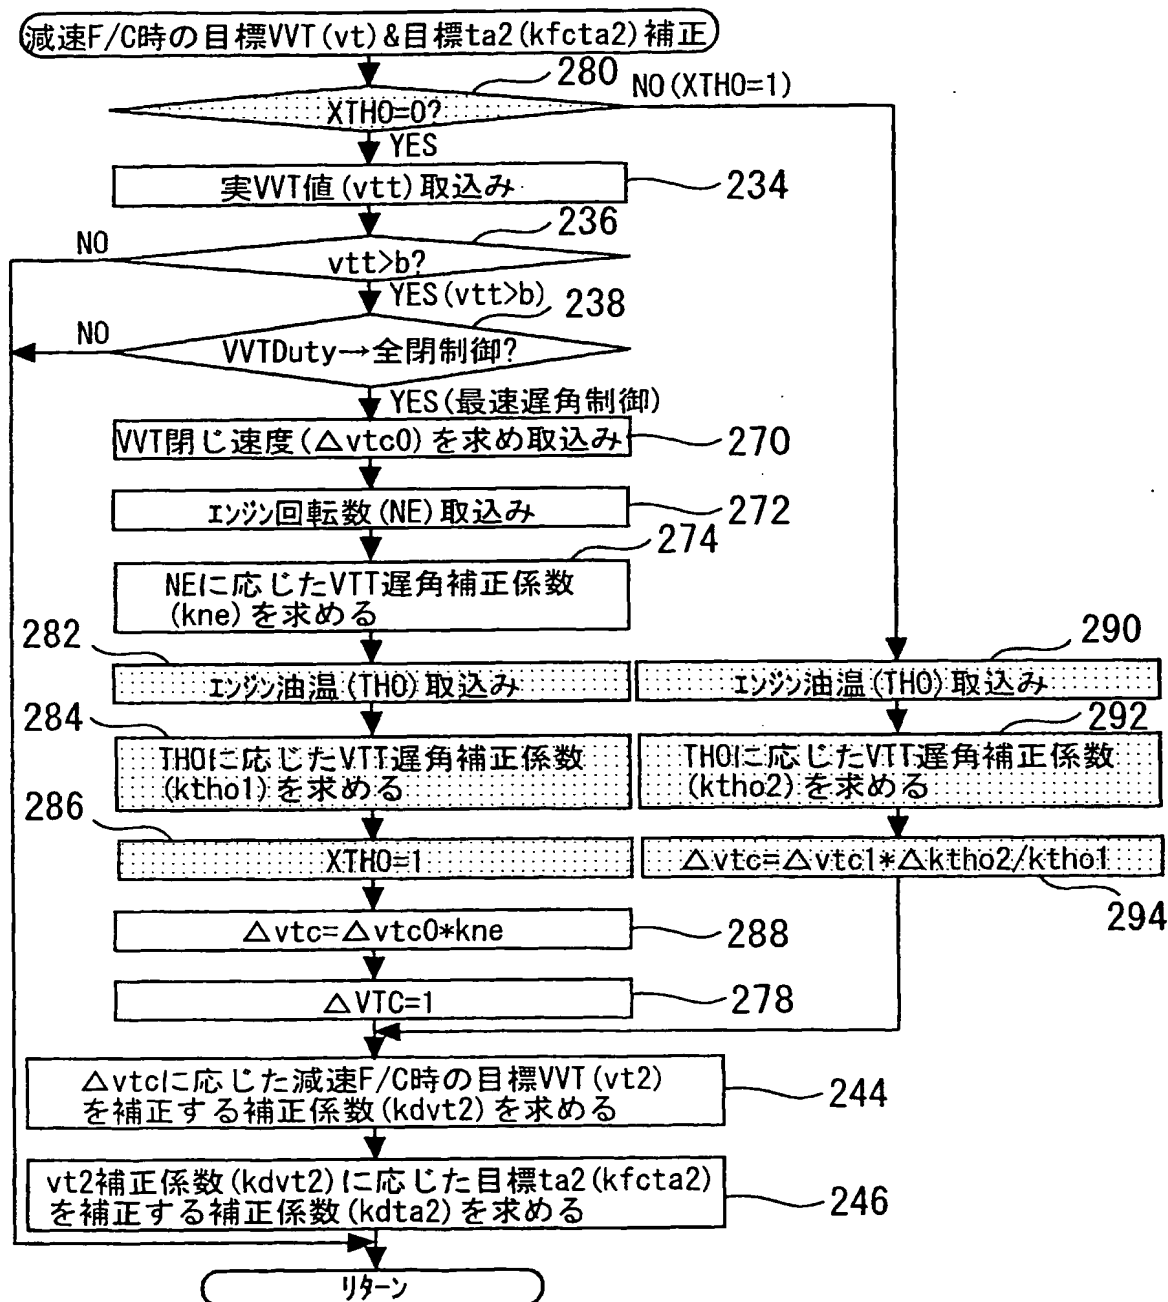 減速F/C時の目標VVT(vt)&目標ta2(kfcta2)補正
280
NO(XTHO=1)
XTHO=0?
YES
実VVT値(vtt)取込み
234
236
NO
vtt>b?
YES(vtt>b)
238
NO
VVTDuty→全閉制御?
YES(最速遅角制御)
VVT閉じ速度(△vtc0)を求め取込み
270
エンジン回転数(NE)取込み
272
274
NEに応じたVTT遅角補正係数
(kne)を求める
282
290
エンジン油温(THO)取込み
エンジン油温(THO)取込み
284
292
THOに応じたVTT遅角補正係数
(ktho1)を求める
THOに応じたVTT遅角補正係数
(ktho2)を求める
286
XTHO=1
△vtc=△vtc1*△ktho2/ktho1
294
△vtc=△vtc0*kne
288
△VTC=1
278
△vtcに応じた減速F/C時の目標VVT(vt2)
を補正する補正係数(kdvt2)を求める
244
vt2補正係数(kdvt2)に応じた目標ta2(kfcta2)
を補正する補正係数(kdta2)を求める
246
リターン